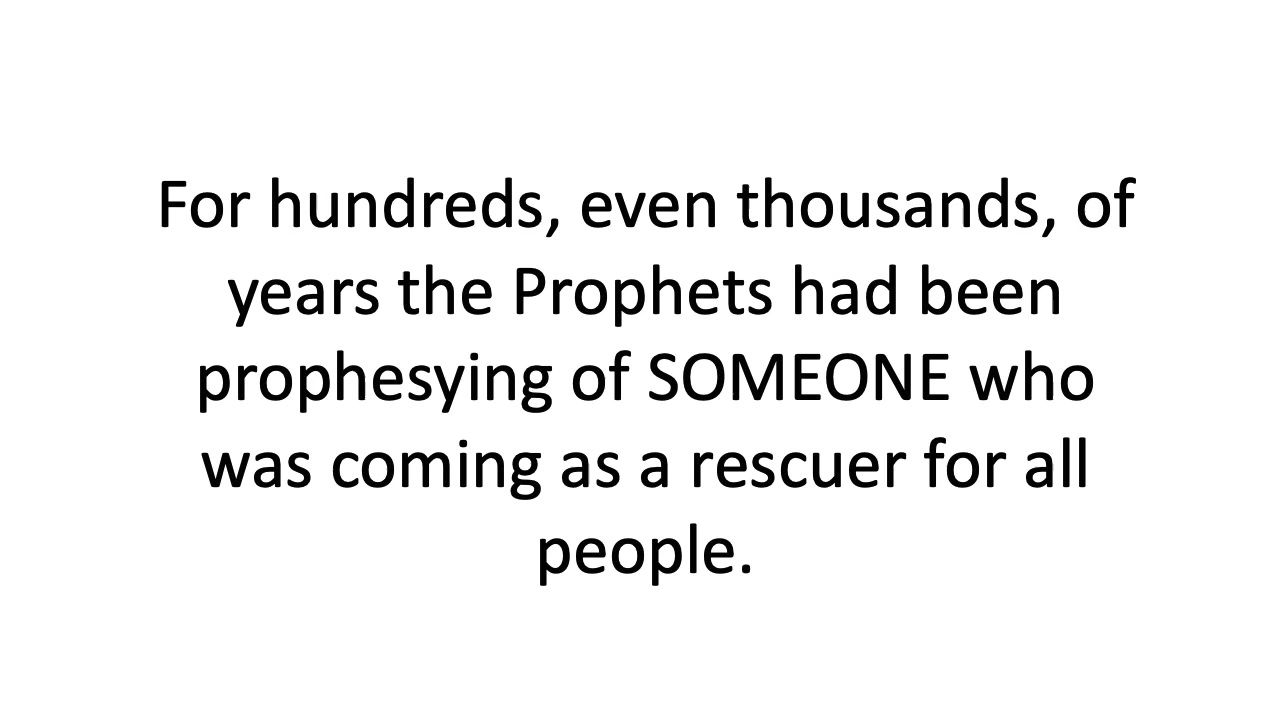 For hundreds, even thousands, of
years the Prophets had been
prophesying of SOMEONE who
was coming as a rescuer for all
people.